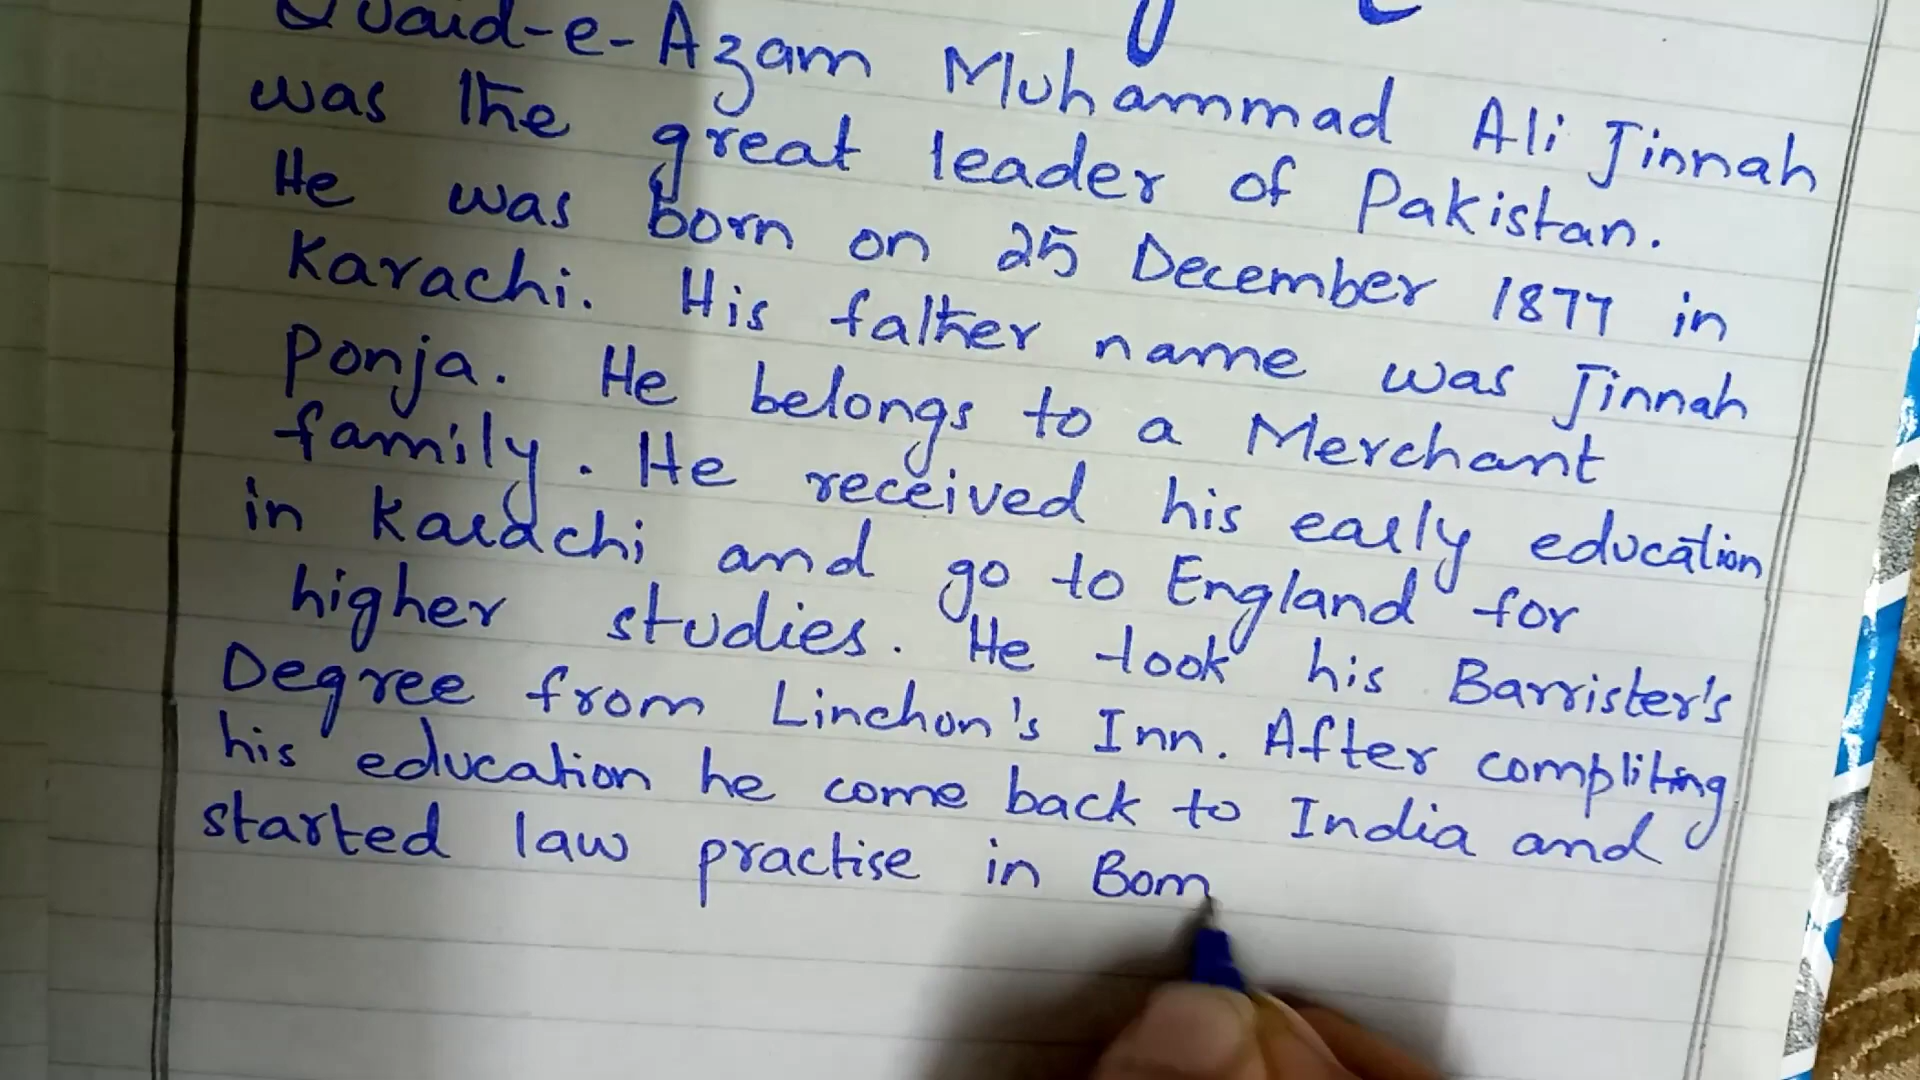 Quaid-e-Azam Muhammad Ali Jinnah
was the great leader of Pakistan.
He was born on 25 December 1877 in
Karachi. His father name was Jinnah
Ponja. He belongs to a Merchant
family. He received his early education
in Karachi and go to England for
higher studies. He took his Barrister's
Degree from Linchon's Inn. After compliting
his education he come back to India and
started law practise in Bom